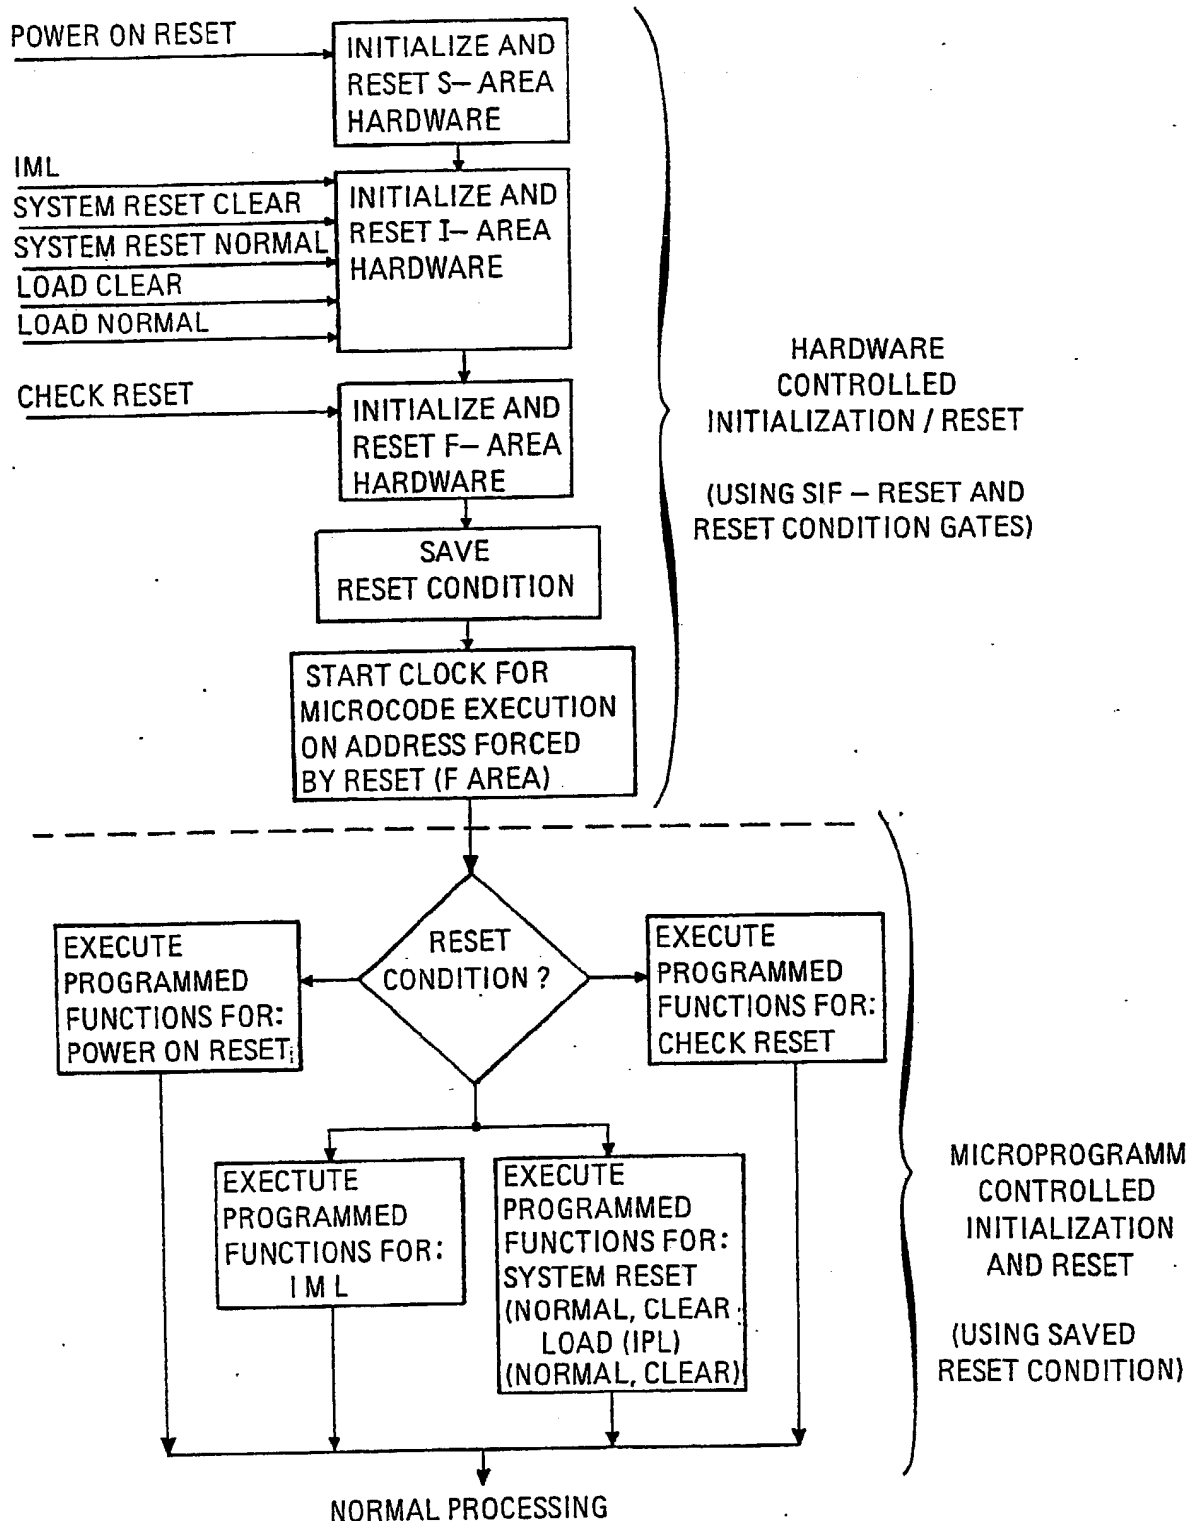 POWER ON RESET
INITIALIZE AND
RESET S— AREA
HARDWARE
IML
SYSTEM RESET CLEAR
SYSTEM RESET NORMAL
LOAD CLEAR
LOAD NORMAL
INITIALIZE AND
RESET I— AREA
HARDWARE
CHECK RESET
INITIALIZE AND
RESET F— AREA
HARDWARE
SAVE
RESET CONDITION
START CLOCK FOR
MICROCODE EXECUTION
ON ADDRESS FORCED
BY RESET (F AREA)
HARDWARE
CONTROLLED
INITIALIZATION / RESET
(USING SIF – RESET AND
RESET CONDITION GATES)
RESET
CONDITION ?
EXECUTE
PROGRAMMED
FUNCTIONS FOR:
POWER ON RESET
EXECUTE
PROGRAMMED
FUNCTIONS FOR:
CHECK RESET
EXECTUTE
PROGRAMMED
FUNCTIONS FOR:
I M L
EXECUTE
PROGRAMMED
FUNCTIONS FOR:
SYSTEM RESET
(NORMAL, CLEAR
LOAD (IPL)
(NORMAL, CLEAR)
MICROPROGRAMM
CONTROLLED
INITIALIZATION
AND RESET
(USING SAVED
RESET CONDITION)
NORMAL PROCESSING